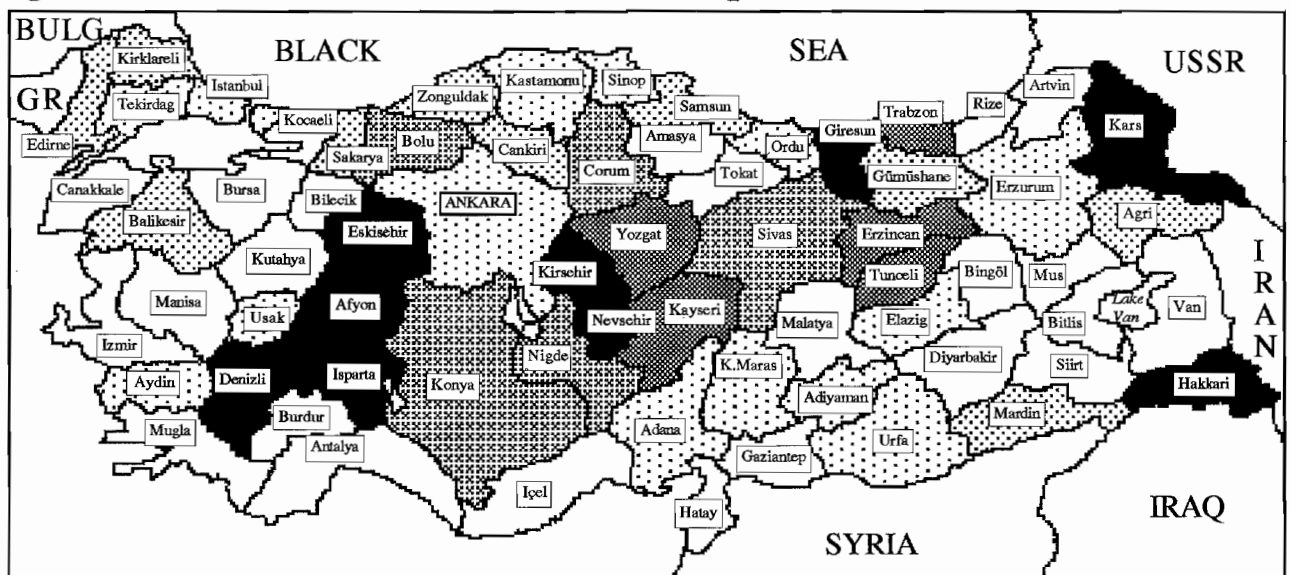 BULG
BLACK
SEA
USSR
GR
IRAN
IRAQ
SYRIA
Kirklareli
Istanbul
Tekirdag
Edirne
Kocaeli
Sakarya
Bolu
Zonguldak
Kastamonu
Sinop
Cankiri
Corum
Samsun
Amasya
Tokat
Ordu
Giresun
Trabzon
Rize
Artvin
Kars
Gümüshane
Erzurum
Agri
Canakkale
Balikesir
Bursa
Bilecik
Eskisehir
ANKARA
Kirsehir
Yozgat
Sivas
Erzincan
Tunceli
Bingöl
Mus
Lake
Van
Van
Bitlis
Kutahya
Manisa
Usak
Afyon
Izmir
Aydin
Denizli
Isparta
Burdur
Mugla
Antalya
Konya
Nigde
Nevsehir
Kayseri
Malatya
Elazig
Diyarbakir
Siirt
Hakkari
K.Maras
Adiyaman
Mardin
Urfa
Adana
Gaziantep
Içel
Hatay